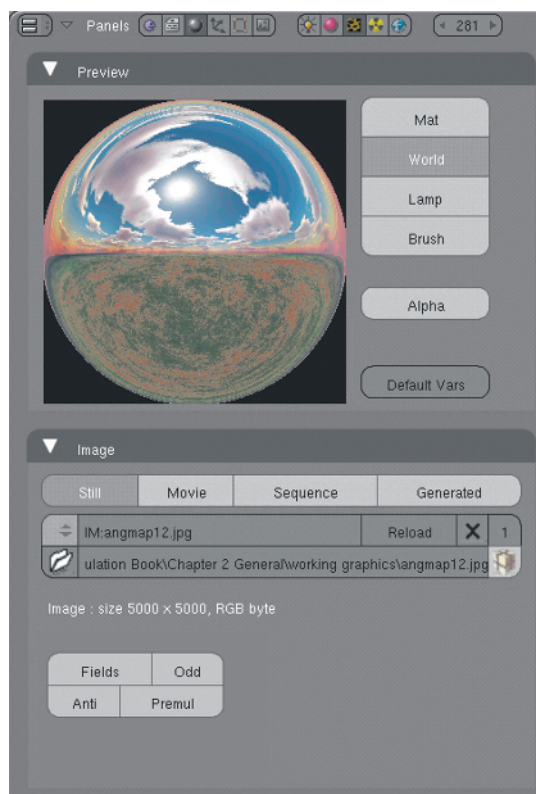 Panels 281
Preview
Mat
World
Lamp
Brush
Alpha
Default Vars
Image
Still Movie Sequence Generated
IM:angmap12.jpg Reload X 1
ulation Book\Chapter 2 General\working graphics\angmap12.jpg
Image : size 5000 × 5000, RGB byte
Fields Odd
Anti Premul